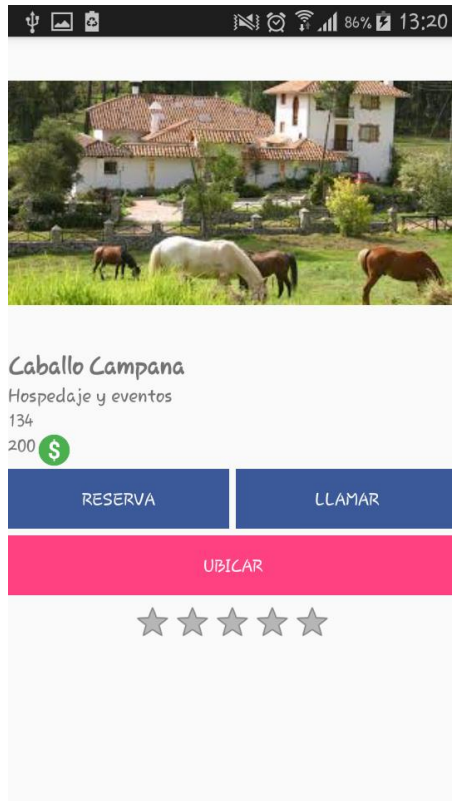 86% 13:20
Caballo Campana
Hospedaje y eventos
134
200 $
RESERVA
LLAMAR
UBICAR